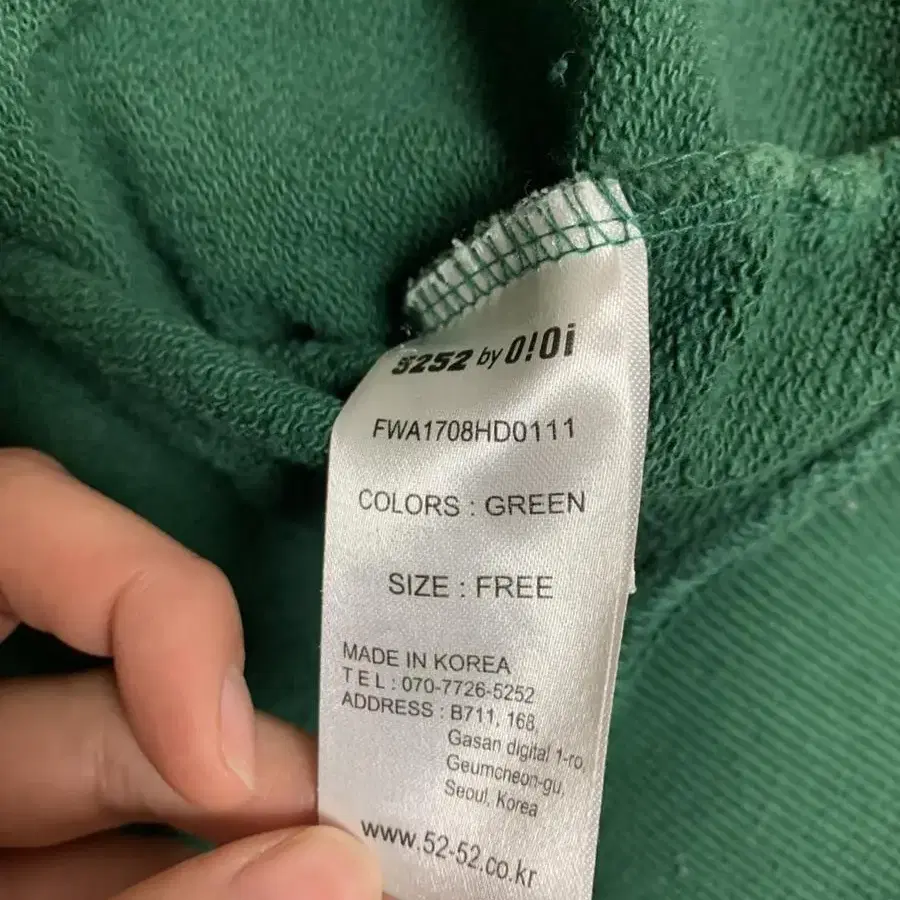 5252 by O!Oi
FWA1708HD0111
COLORS : GREEN
SIZE : FREE
MADE IN KOREA
T E L : 070-7726-5252
ADDRESS : B711, 168,
Gasan digital 1-ro,
Geumcheon-gu,
Seoul, Korea
www.52-52.co.kr